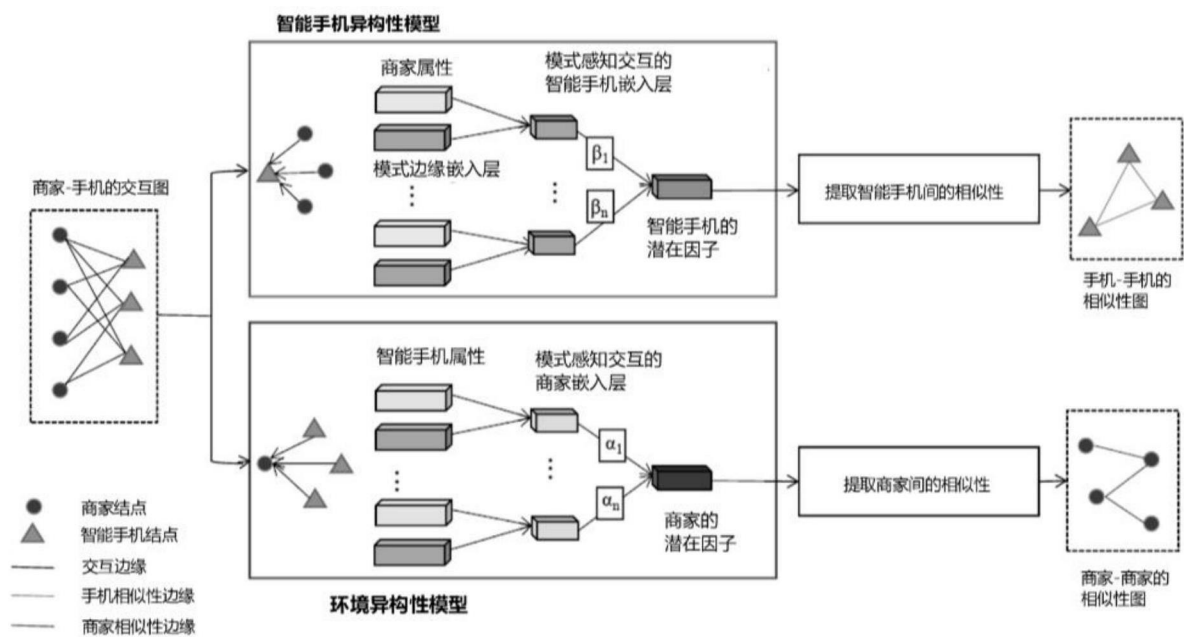 智能手机异构性模型
商家属性
模式感知交互的
智能手机嵌入层
模式边缘嵌入层
β1
βn
智能手机的
潜在因子
提取智能手机间的相似性
手机-手机的
相似性图
商家-手机的交互图
智能手机属性
模式感知交互的
商家嵌入层
α1
αn
商家的
潜在因子
提取商家间的相似性
商家-商家的
相似性图
环境异构性模型
商家结点
智能手机结点
交互边缘
手机相似性边缘
商家相似性边缘